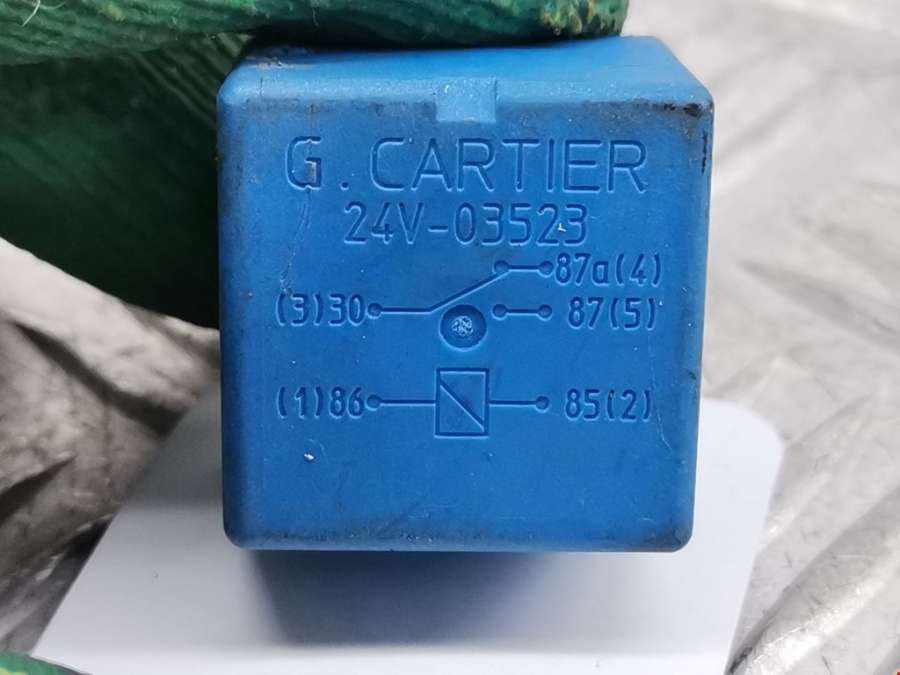 G. CARTIER
24V-03523
87a(4)
(3)30 87(5)
(1)86 85(2)